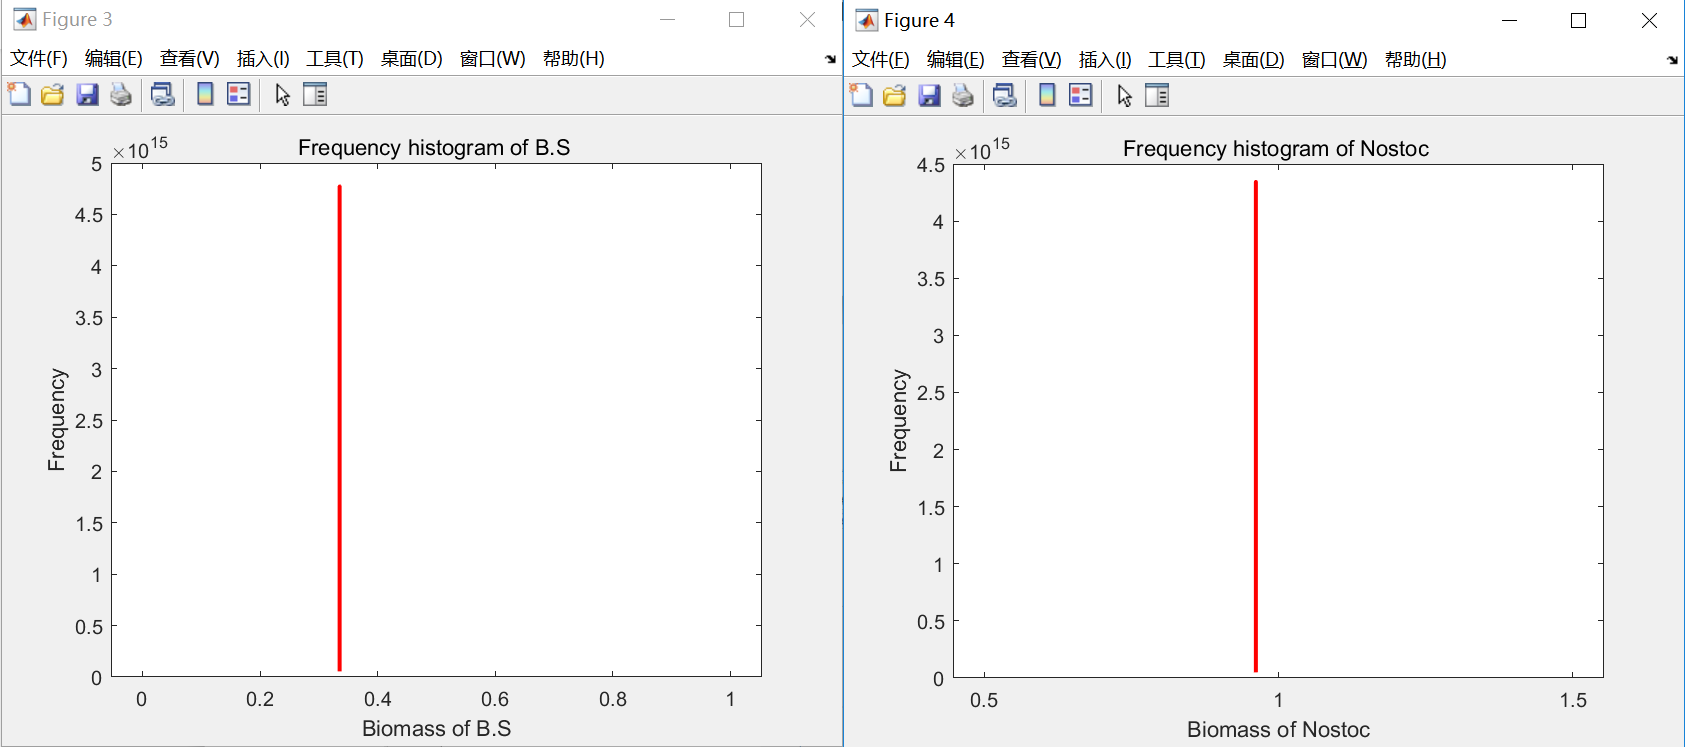 Figure 3
文件(F) 编辑(E) 查看(V) 插入(I) 工具(T) 桌面(D) 窗口(W) 帮助(H)
Frequency histogram of B.S
×10^15
5
4.5
4
3.5
3
2.5
2
1.5
1
0.5
0
Frequency
0 0.2 0.4 0.6 0.8 1
Biomass of B.S
Figure 4
文件(F) 编辑(E) 查看(V) 插入(I) 工具(T) 桌面(D) 窗口(W) 帮助(H)
Frequency histogram of Nostoc
×10^15
4.5
4
3.5
3
2.5
2
1.5
1
0.5
0
Frequency
0.5 1 1.5
Biomass of Nostoc